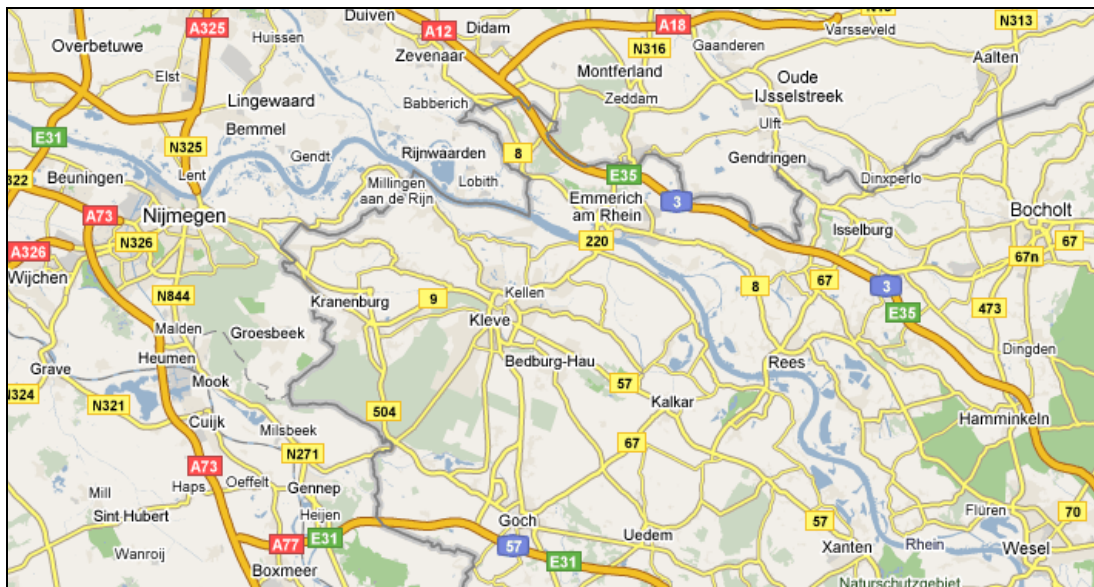 Duiven
Didam
A12
A325
A18
N313
Huissen
N316
Gaanderen
Varsseveld
Overbetuwe
Zevenaar
Aalten
Elst
Montferland
Oude
IJsselstreek
Lingewaard
Babberich
Zeddam
Bemmel
Ulft
E31
N325
Gendt
Rijnwaarden
8
Gendringen
Lent
Lobith
E35
Dinxperlo
322
Beuningen
Millingen
aan de Rijn
Emmerich
am Rhein
3
A73
Nijmegen
Bocholt
N326
220
Isselburg
67
A326
67n
Wijchen
8
67
3
N844
Kranenburg
9
Kellen
E35
473
Kleve
Malden
Groesbeek
Heumen
Bedburg-Hau
Rees
Dingden
Grave
Mook
57
N324
N321
504
Kalkar
Hamminkeln
Cuijk
Milsbeek
67
N271
A73
Haps
Oeffelt
Gennep
Mill
Flüren
70
Sint Hubert
Heijen
Goch
57
E31
Uedem
A77
57
Xanten
Rhein
Wesel
Wanroij
E31
Boxmeer
Naturschutzgebiet